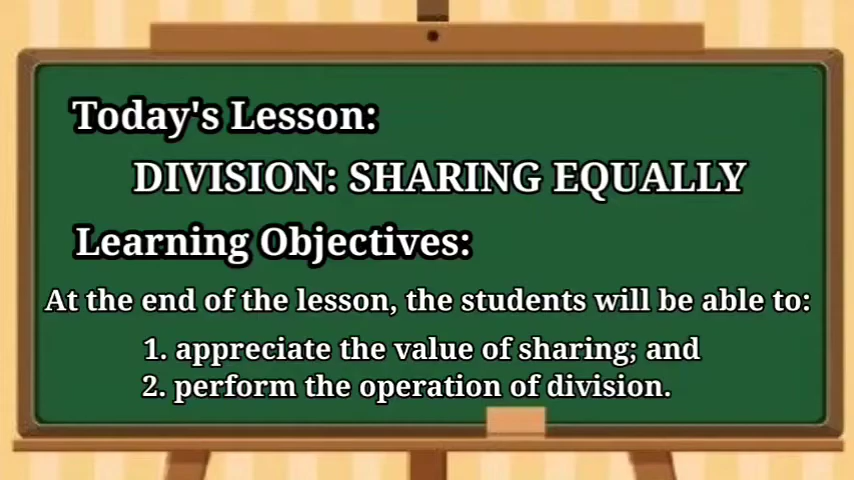 Today's Lesson:
DIVISION: SHARING EQUALLY
Learning Objectives:
At the end of the lesson, the students will be able to:
1. appreciate the value of sharing; and
2. perform the operation of division.